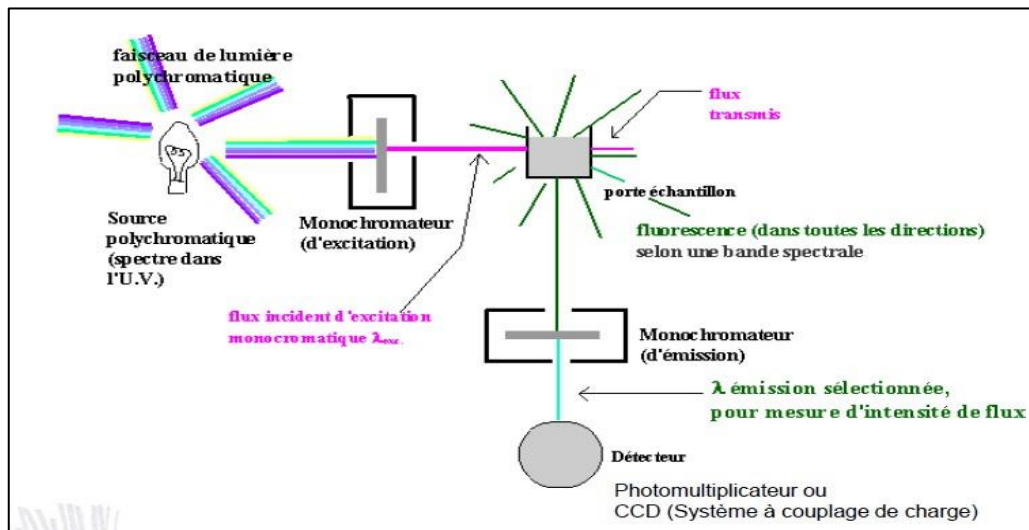 faisceau de lumière
polychromatique
flux
transmis
porte échantillon
Source
polychromatique
(spectre dans
l'U.V.)
Monochromateur
(d'excitation)
fluorescence (dans toutes les directions)
selon une bande spectrale
flux incident d'excitation
monocromatique λexc.
Monochromateur
(d'émission)
λ émission sélectionnée,
pour mesure d'intensité de flux
Détecteur
Photomultiplicateur ou
CCD (Système à couplage de charge)